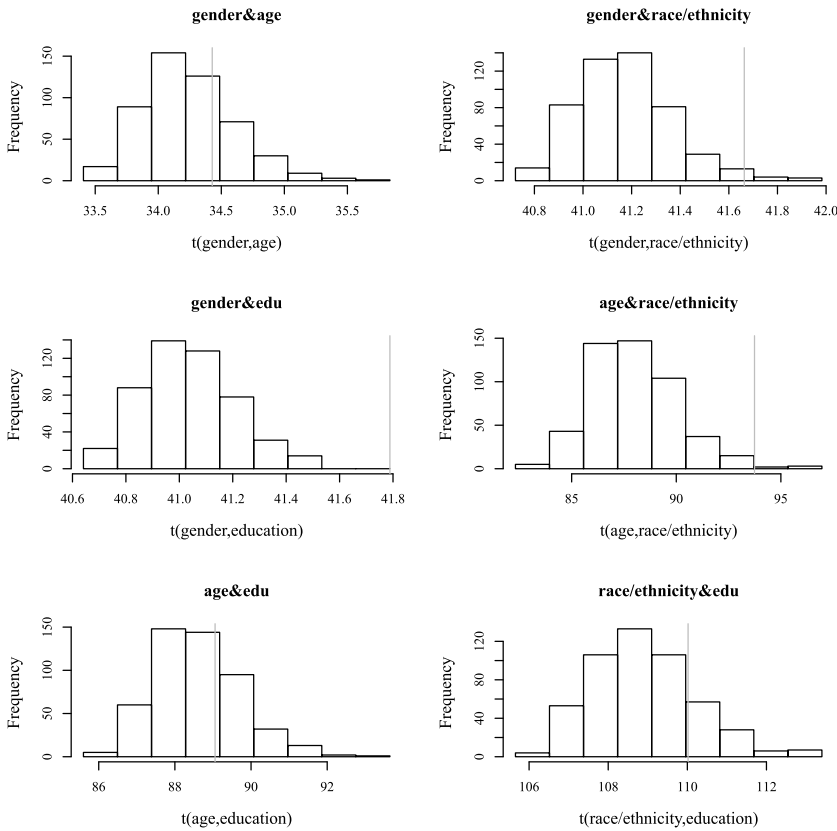 gender&age
Frequency
0
50
100
150
33.5 34.0 34.5 35.0 35.5
t(gender,age)
gender&race/ethnicity
Frequency
0
40
80
120
40.8 41.0 41.2 41.4 41.6 41.8 42.0
t(gender,race/ethnicity)
gender&edu
Frequency
0
40
80
120
40.6 40.8 41.0 41.2 41.4 41.6 41.8
t(gender,education)
age&race/ethnicity
Frequency
0
50
100
150
85 90 95
t(age,race/ethnicity)
age&edu
Frequency
0
50
100
150
86 88 90 92
t(age,education)
race/ethnicity&edu
Frequency
0
40
80
120
106 108 110 112
t(race/ethnicity,education)